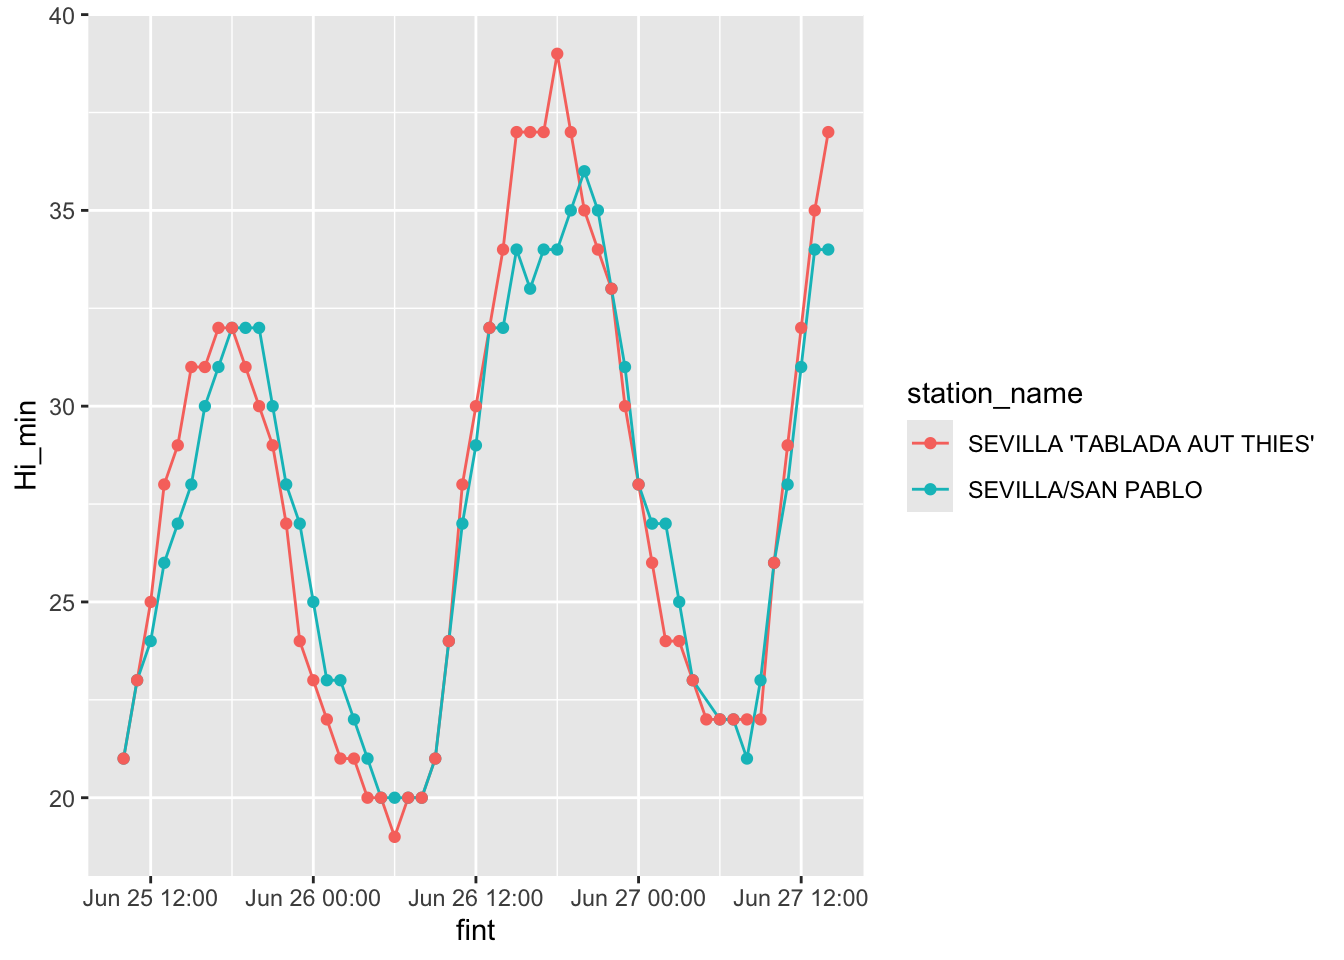 40
35
30
25
20
Hi_min
Jun 25 12:00 Jun 26 00:00 Jun 26 12:00 Jun 27 00:00 Jun 27 12:00
fint
station_name
SEVILLA 'TABLADA AUT THIES'
SEVILLA/SAN PABLO